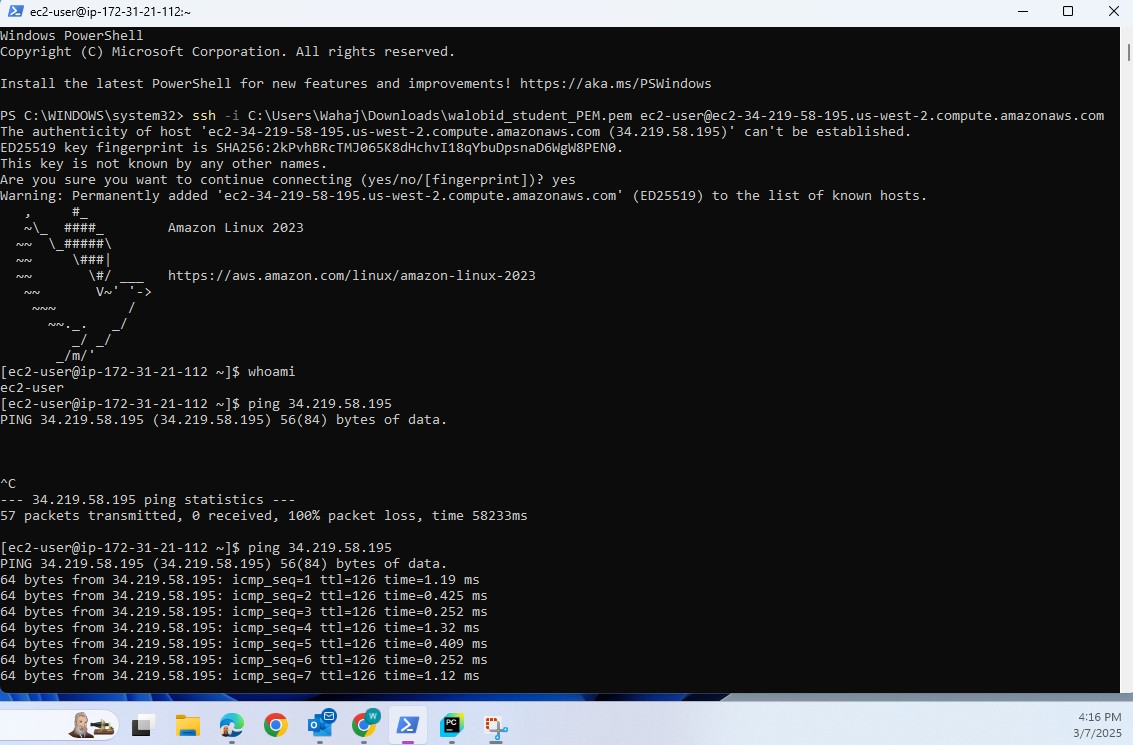 ec2-user@ip-172-31-21-112:~
Windows PowerShell
Copyright (C) Microsoft Corporation. All rights reserved.
Install the latest PowerShell for new features and improvements! https://aka.ms/PSWindows
PS C:\WINDOWS\system32> ssh -i C:\Users\Wahaj\Downloads\walobid_student_PEM.pem ec2-user@ec2-34-219-58-195.us-west-2.compute.amazonaws.com
The authenticity of host 'ec2-34-219-58-195.us-west-2.compute.amazonaws.com (34.219.58.195)' can't be established.
ED25519 key fingerprint is SHA256:2kPvhBRcTMJ065K8dHchvI18qYbuDpsnaD6WgW8PEN0.
This key is not known by any other names.
Are you sure you want to continue connecting (yes/no/[fingerprint])? yes
Warning: Permanently added 'ec2-34-219-58-195.us-west-2.compute.amazonaws.com' (ED25519) to the list of known hosts.
   ,     #_
   ~\_  ####_        Amazon Linux 2023
  ~~  \_#####\
  ~~     \###|
  ~~       \#/ ___   https://aws.amazon.com/linux/amazon-linux-2023
   ~~       V~' '->
    ~~~         /
      ~~._.   _/
         _/ _/
       _/m/'
[ec2-user@ip-172-31-21-112 ~]$ whoami
ec2-user
[ec2-user@ip-172-31-21-112 ~]$ ping 34.219.58.195
PING 34.219.58.195 (34.219.58.195) 56(84) bytes of data.
^C
--- 34.219.58.195 ping statistics ---
57 packets transmitted, 0 received, 100% packet loss, time 58233ms
[ec2-user@ip-172-31-21-112 ~]$ ping 34.219.58.195
PING 34.219.58.195 (34.219.58.195) 56(84) bytes of data.
64 bytes from 34.219.58.195: icmp_seq=1 ttl=126 time=1.19 ms
64 bytes from 34.219.58.195: icmp_seq=2 ttl=126 time=0.425 ms
64 bytes from 34.219.58.195: icmp_seq=3 ttl=126 time=0.252 ms
64 bytes from 34.219.58.195: icmp_seq=4 ttl=126 time=1.32 ms
64 bytes from 34.219.58.195: icmp_seq=5 ttl=126 time=0.409 ms
64 bytes from 34.219.58.195: icmp_seq=6 ttl=126 time=0.252 ms
64 bytes from 34.219.58.195: icmp_seq=7 ttl=126 time=1.12 ms
W
PC
4:16 PM
3/7/2025